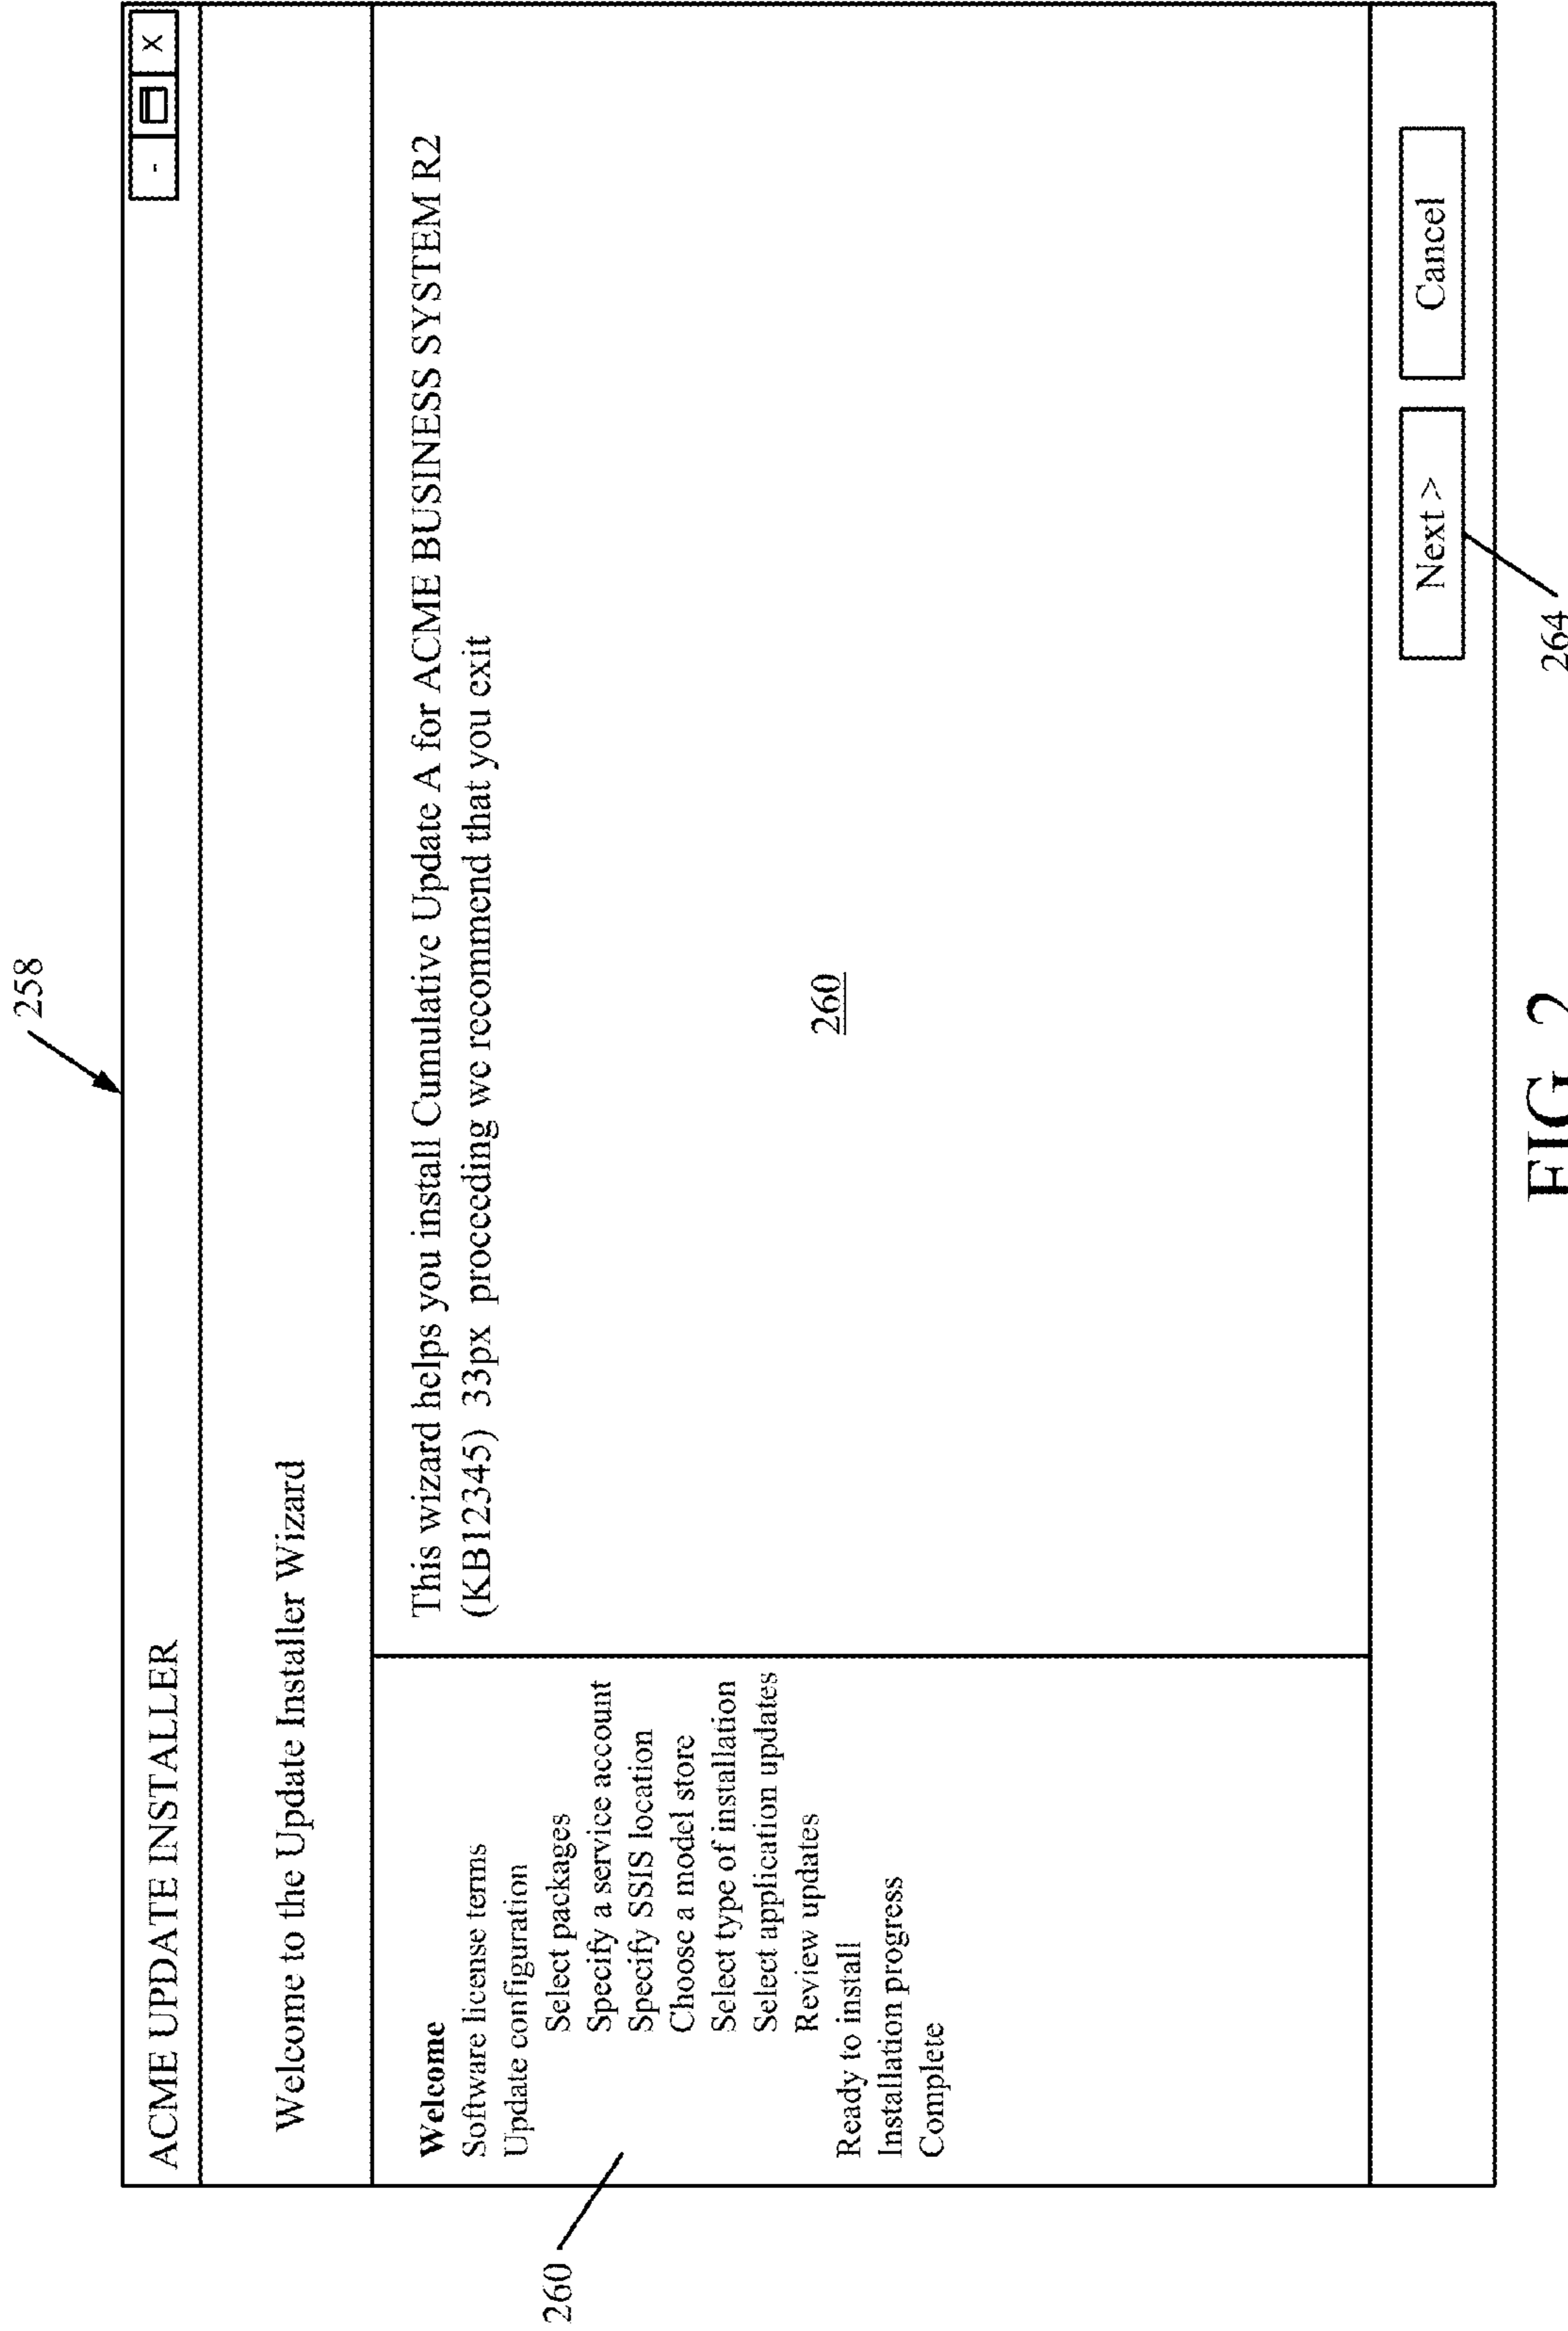 258
ACME UPDATE INSTALLER
- X
Welcome to the Update Installer Wizard
Welcome
Software license terms
Update configuration
Select packages
Specify a service account
Specify SSIS location
Choose a model store
Select type of installation
Select application updates
Review updates
Ready to install
Installation progress
Complete
260
This wizard helps you install Cumulative Update A for ACME BUSINESS SYSTEM R2
(KB12345) 33px proceeding we recommend that you exit
260
Next >
Cancel
264
FIG. 2